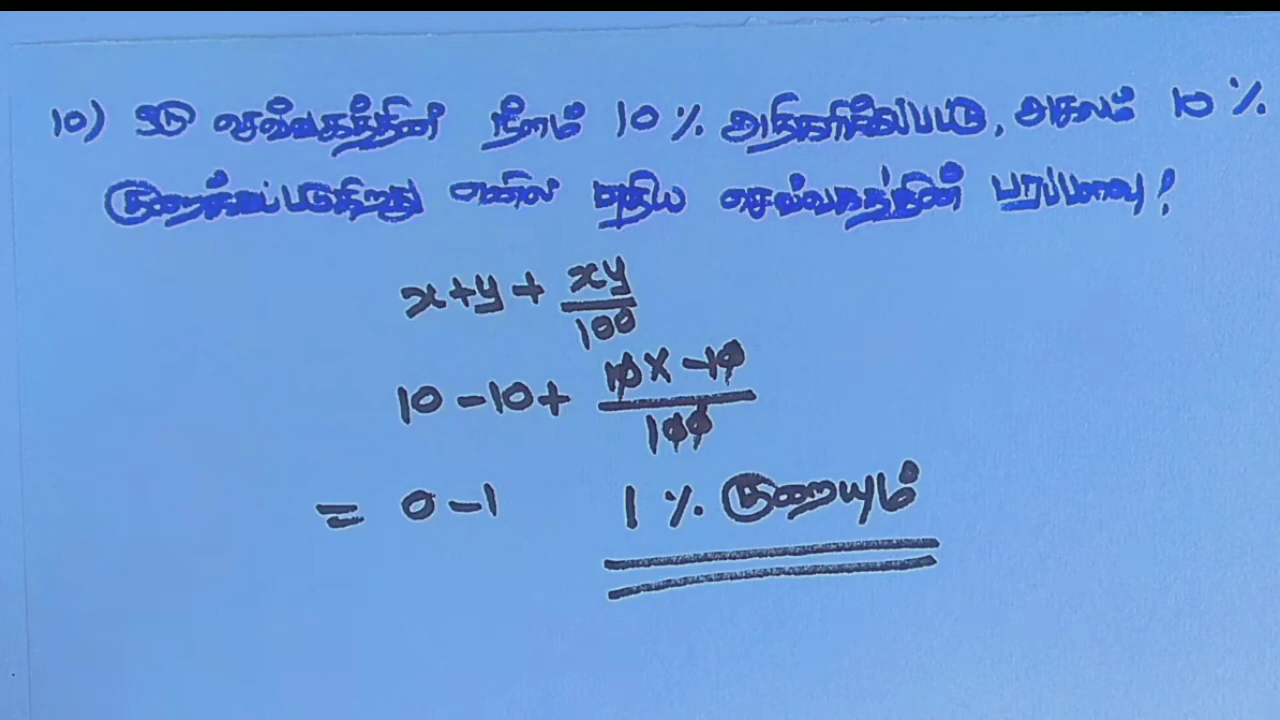 10) ஒரு செவ்வகத்தின் நீளம் 10 % அதிகரிக்கப்பட்டு, அகலம் 10 %
குறைக்கப்படுகிறது எனில் புதிய செவ்வகத்தின் பரப்பளவு?
x+y+ xy/100
10 -10+ 10x -10/100
= 0-1 1 % குறையும்